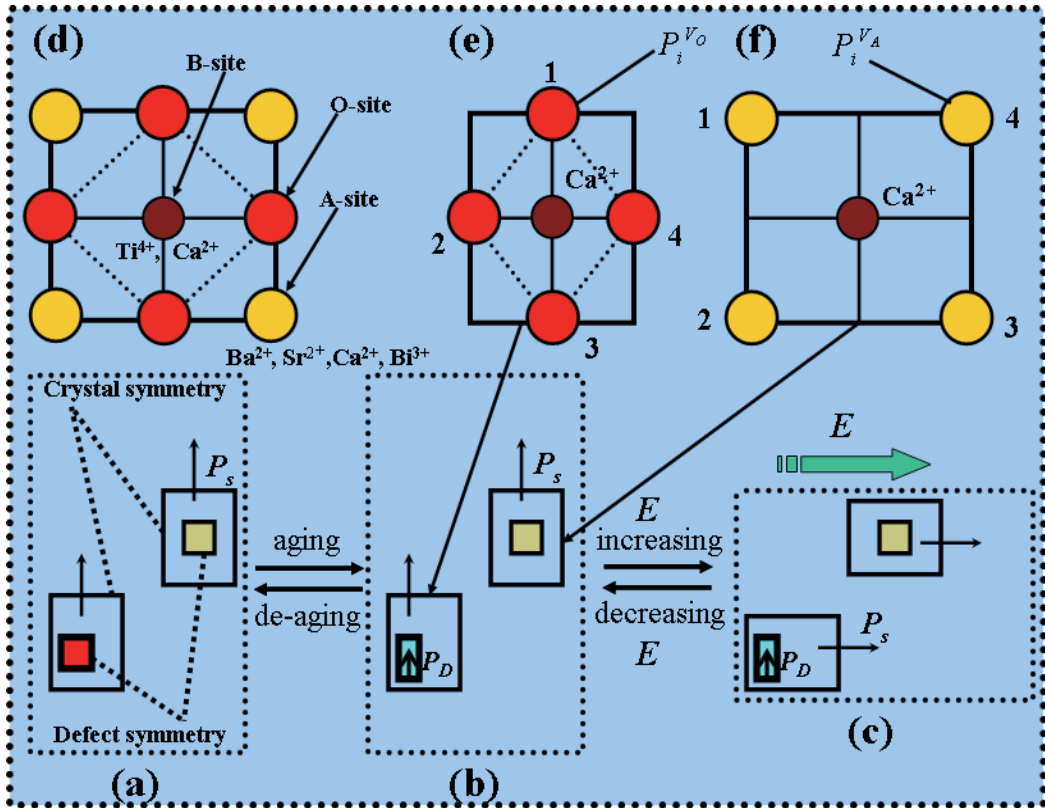 (d)
(e)
(f)
B-site
O-site
A-site
Ti⁴⁺, Ca²⁺
Ba²⁺, Sr²⁺,Ca²⁺, Bi³⁺
1
2
3
4
Ca²⁺
P_i^{V_O}
1
2
3
4
Ca²⁺
P_i^{V_A}
Crystal symmetry
P_s
Defect symmetry
(a)
aging
de-aging
P_s
P_D
(b)
E
increasing
decreasing
E
E
P_s
P_D
(c)